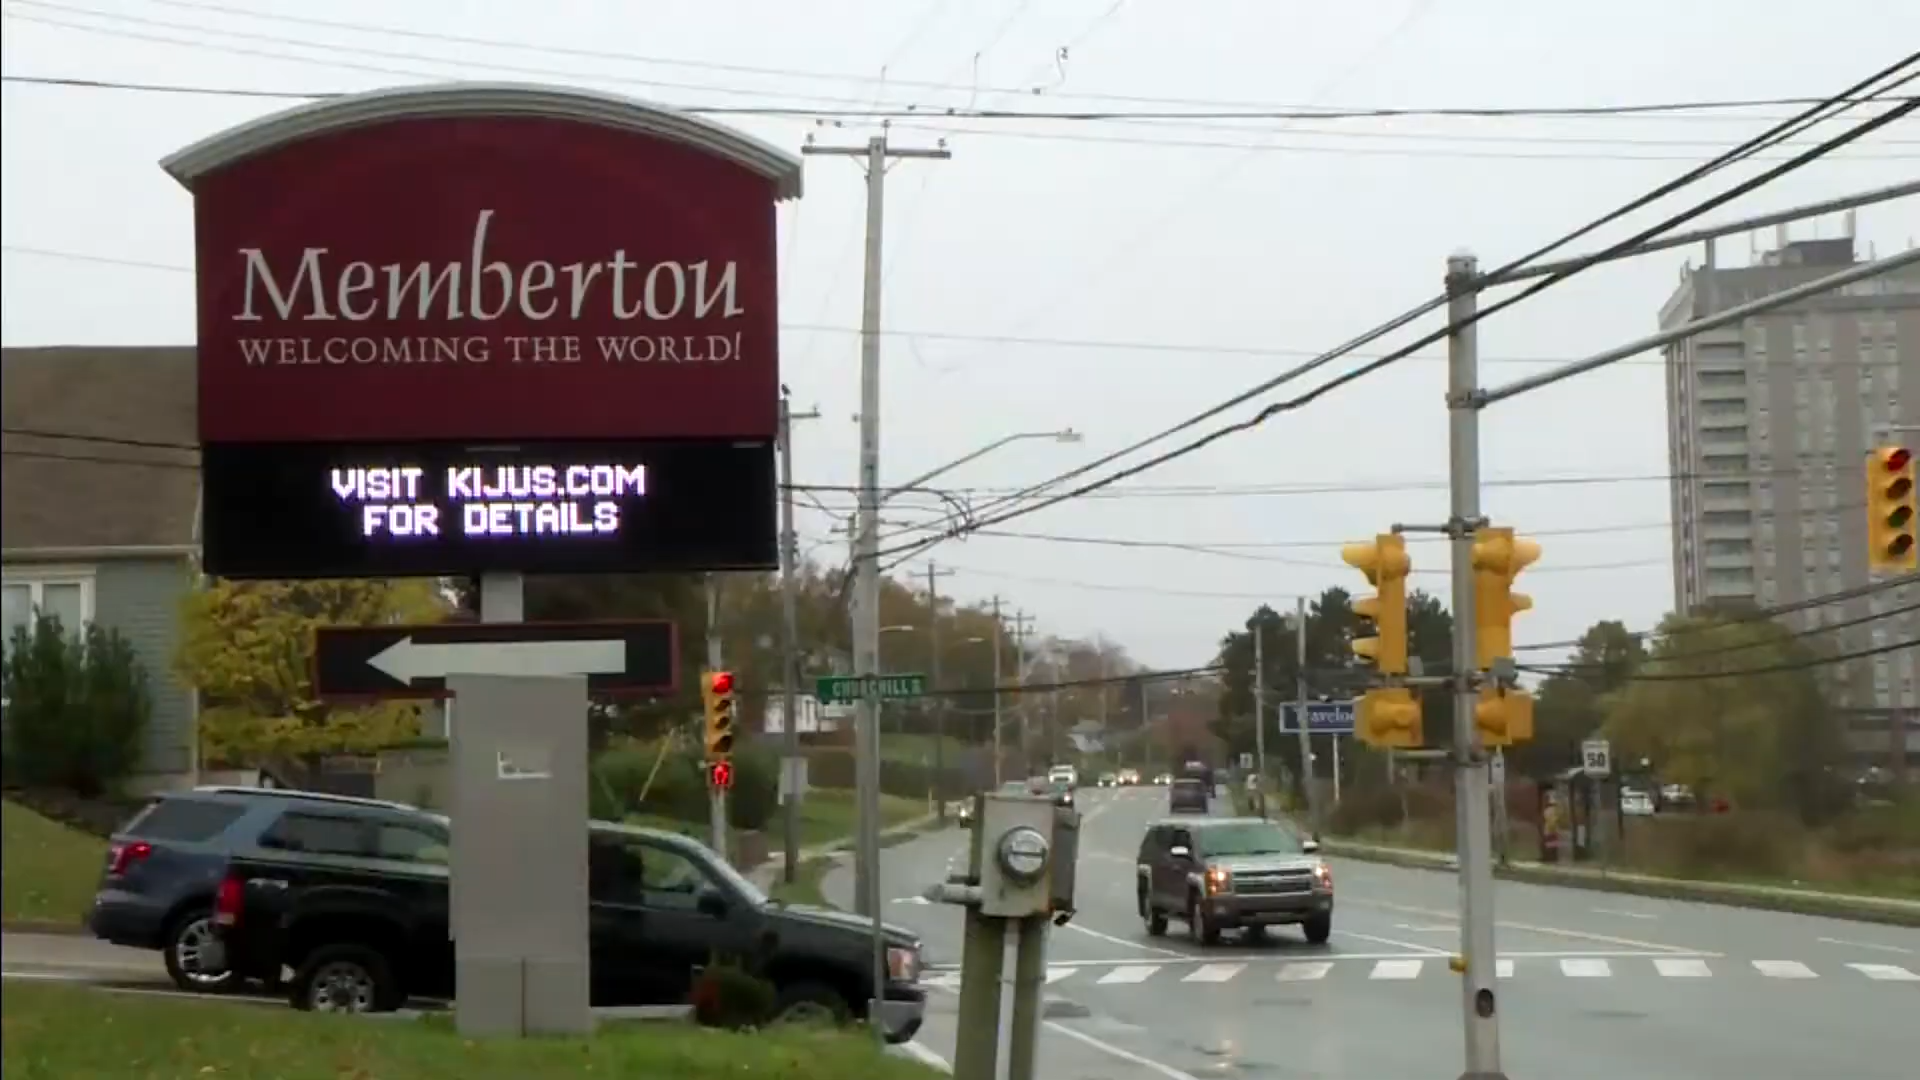 Membertou
WELCOMING THE WORLD!
VISIT KIJUS.COM
FOR DETAILS
CHURCHILL
50